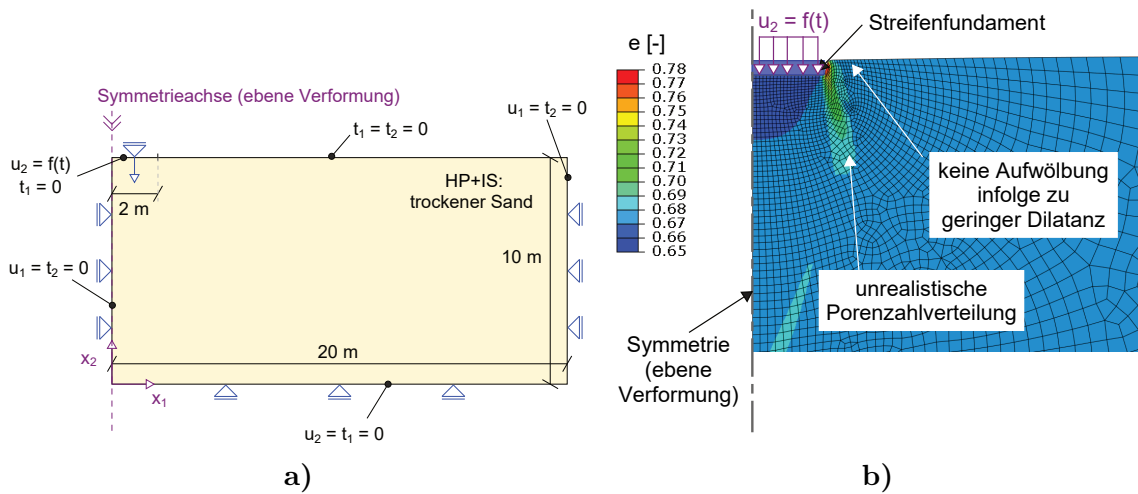 Symmetrieachse (ebene Verformung)
t₁ = t₂ = 0
u₁ = t₂ = 0
u₂ = f(t)
t₁ = 0
2 m
HP+IS:
trockener Sand
10 m
u₁ = t₂ = 0
20 m
x₂
x₁
u₂ = t₁ = 0
a)
u₂ = f(t)
Streifenfundament
e [-]
0.78
0.77
0.76
0.75
0.74
0.73
0.72
0.71
0.70
0.69
0.68
0.67
0.66
0.65
keine Aufwölbung
infolge zu
geringer Dilatanz
unrealistische
Porenzahlverteilung
Symmetrie
(ebene
Verformung)
b)